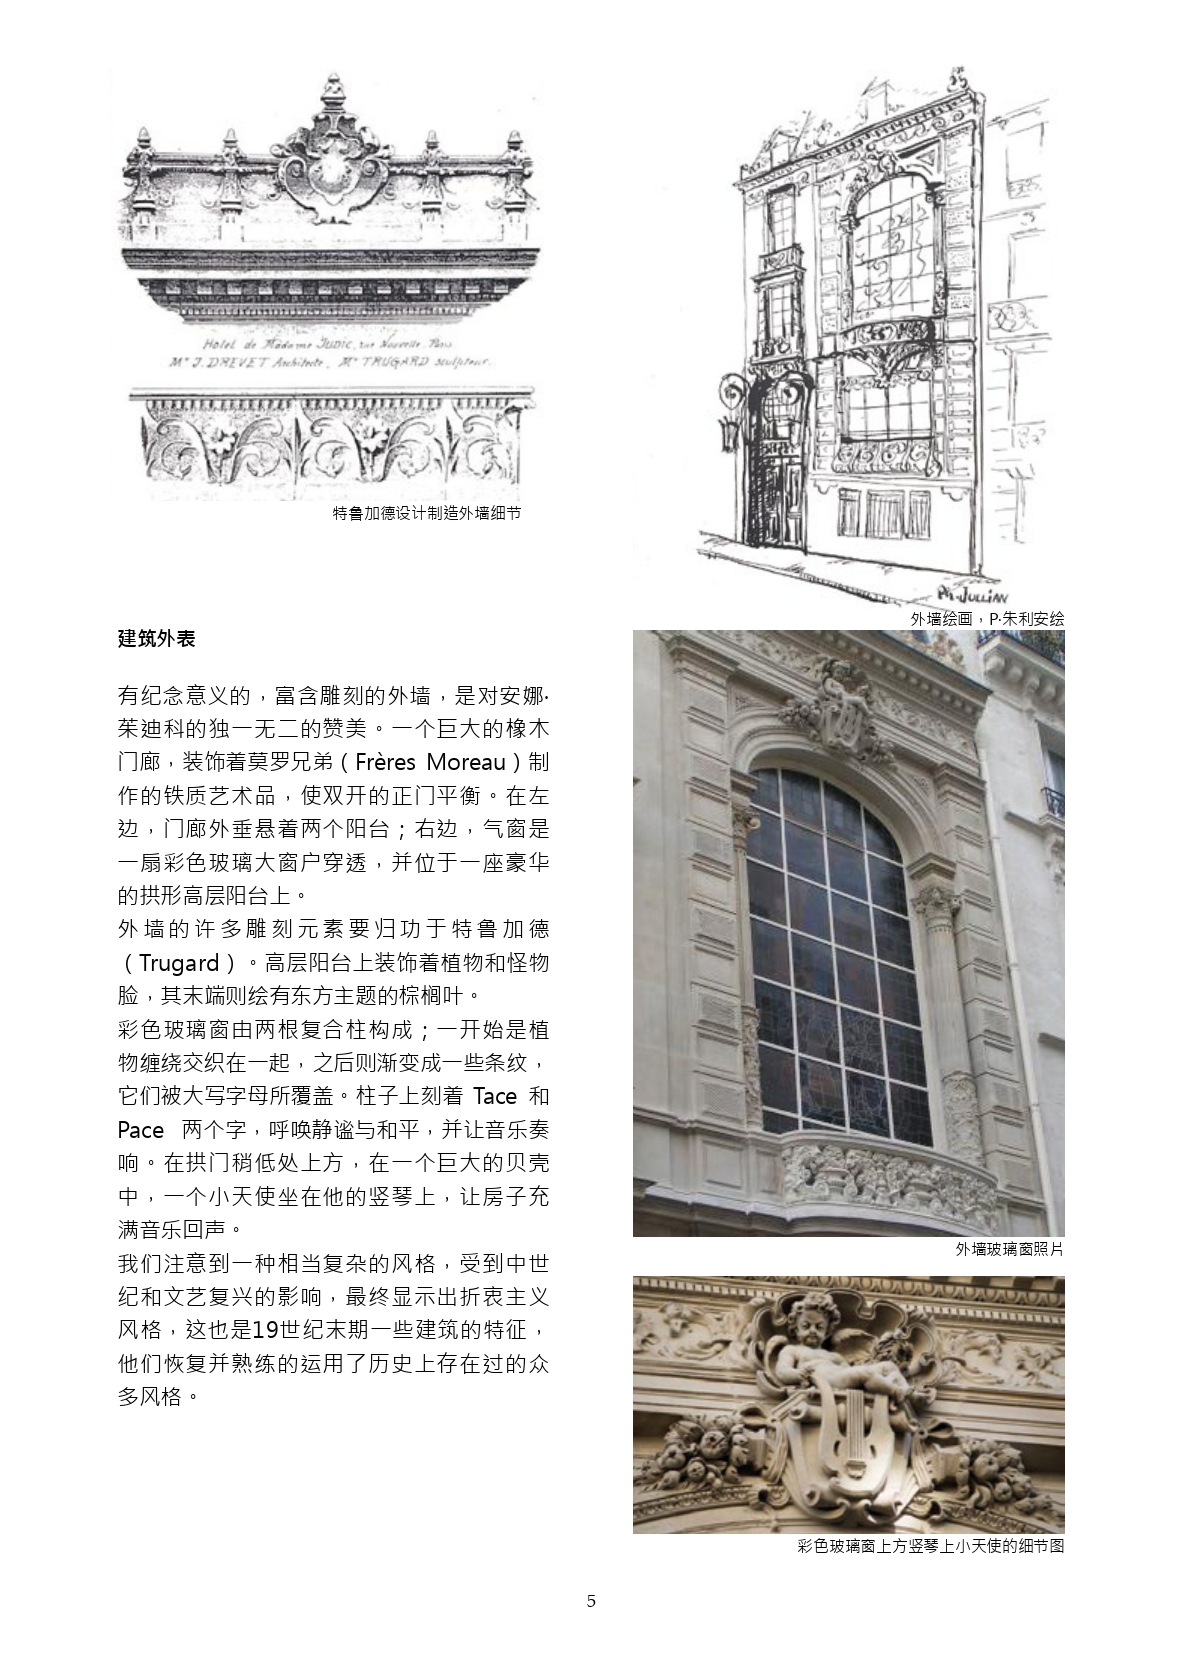 Hotel de Madame Judic, rue Nouvelle. Paris
Mr J. DREVET Architecte, Mr TRUGARD sculpteur.
特鲁加德设计制造外墙细节
Ph. JULLIAN
外墙绘画，P·朱利安绘
建筑外表
有纪念意义的，富含雕刻的外墙，是对安娜·
茱迪科的独一无二的赞美。一个巨大的橡木
门廊，装饰着莫罗兄弟（Frères Moreau）制
作的铁质艺术品，使双开的正门平衡。在左
边，门廊外垂悬着两个阳台；右边，气窗是
一扇彩色玻璃大窗户穿透，并位于一座豪华
的拱形高层阳台上。
外墙的许多雕刻元素要归功于特鲁加德
（Trugard）。高层阳台上装饰着植物和怪物
脸，其末端则绘有东方主题的棕榈叶。
彩色玻璃窗由两根复合柱构成；一开始是植
物缠绕交织在一起，之后则渐变成一些条纹，
它们被大写字母所覆盖。柱子上刻着 Tace 和
Pace 两个字，呼唤静谧与和平，并让音乐奏
响。在拱门稍低处上方，在一个巨大的贝壳
中，一个小天使坐在他的竖琴上，让房子充
满音乐回声。
我们注意到一种相当复杂的风格，受到中世
纪和文艺复兴的影响，最终显示出折衷主义
风格，这也是19世纪末期一些建筑的特征，
他们恢复并熟练的运用了历史上存在过的众
多风格。
外墙玻璃窗照片
彩色玻璃窗上方竖琴上小天使的细节图
5